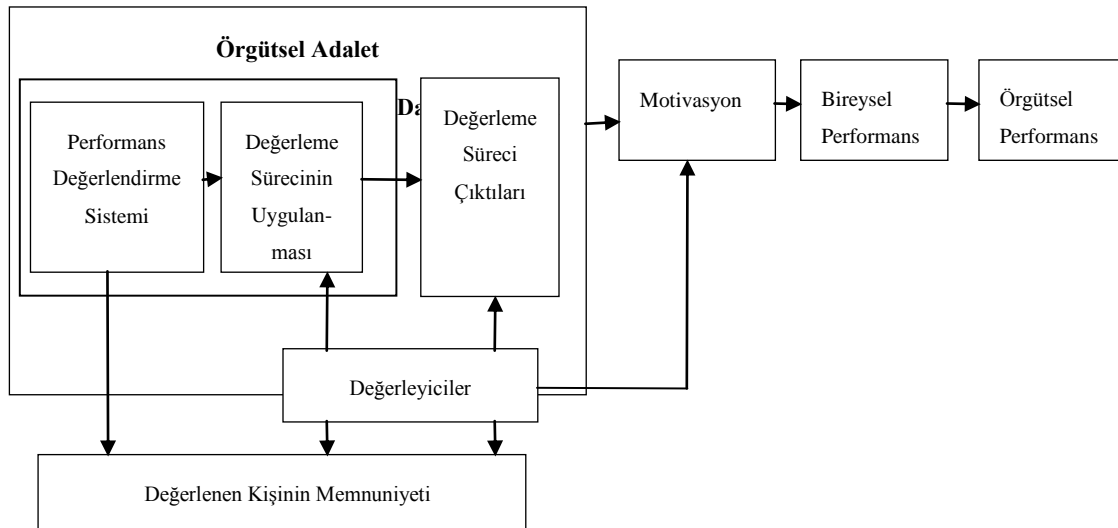 Örgütsel Adalet
Performans
Değerlendirme
Sistemi
Değerleme
Sürecinin
Uygulan-
ması
Değerleme
Süreci
Çıktıları
Motivasyon
Bireysel
Performans
Örgütsel
Performans
Değerleyiciler
Değerlenen Kişinin Memnuniyeti